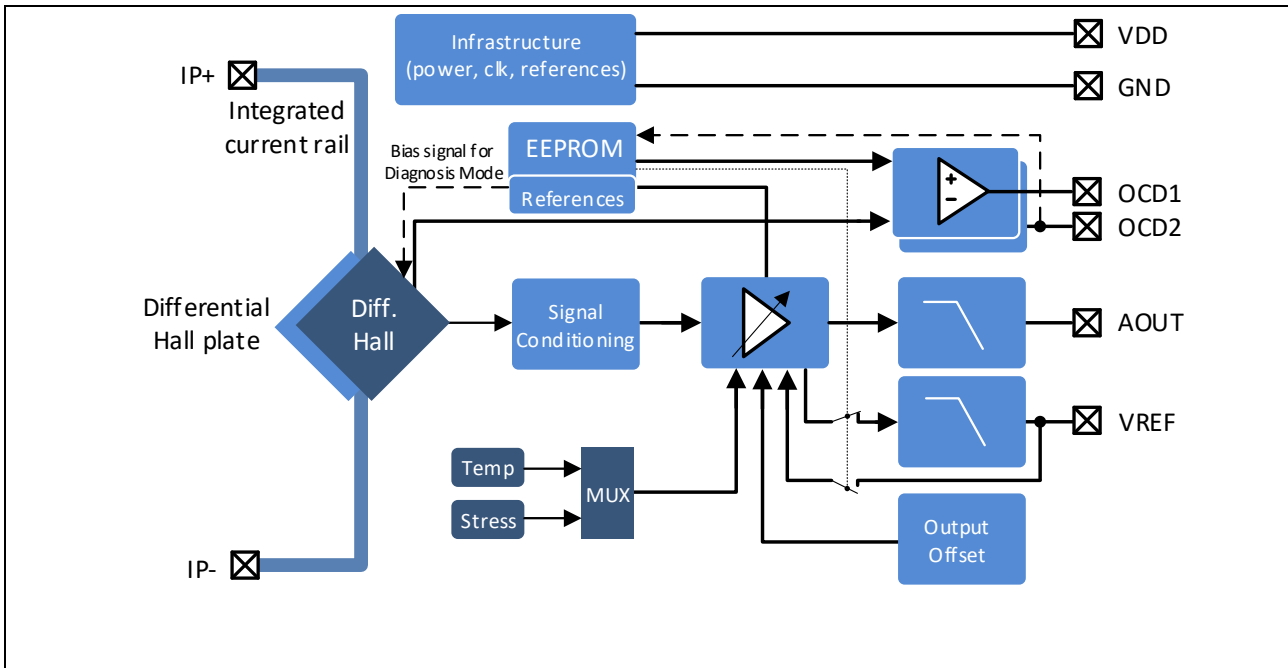 Infrastructure
(power, clk, references)
VDD
GND
IP+
Integrated
current rail
Bias signal for
Diagnosis Mode
EEPROM
References
+
-
OCD1
OCD2
Differential
Hall plate
Diff.
Hall
Signal
Conditioning
AOUT
VREF
Temp
Stress
MUX
Output
Offset
IP-